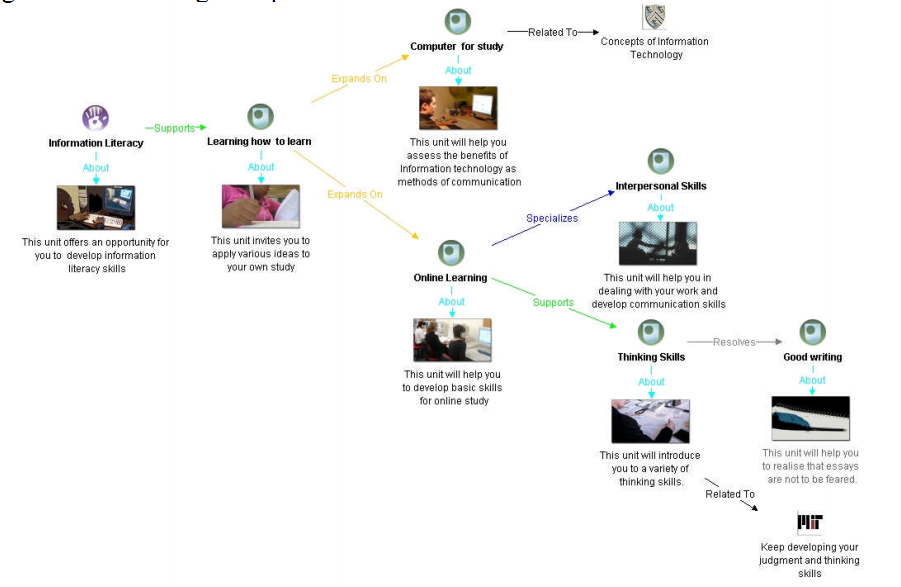 Computer for study
Related To
Concepts of Information
Technology
About
Expands On
This unit will help you
assess the benefits of
Information technology as
methods of communication
Information Literacy
Supports
Learning how to learn
About
About
This unit offers an opportunity for
you to develop information
literacy skills
This unit invites you to
apply various ideas to
your own study
Expands On
Interpersonal Skills
About
Specializes
This unit will help you in
dealing with your work and
develop communication skills
Online Learning
About
Supports
This unit will help you
to develop basic skills
for online study
Thinking Skills
Resolves
Good writing
About
About
This unit will introduce
you to a variety of
thinking skills.
This unit will help you
to realise that essays
are not to be feared.
Related To
MIT
Keep developing your
judgment and thinking
skills